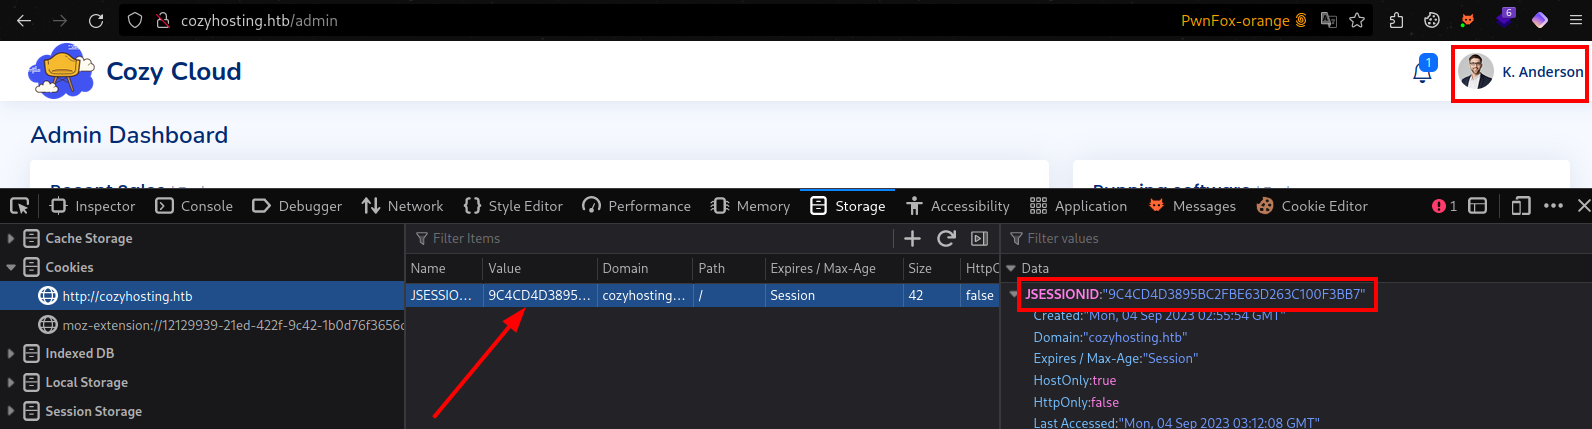 cozyhosting.htb/admin
PwnFox-orange
6
Cozy Cloud
1
K. Anderson
Admin Dashboard
Inspector
Console
Debugger
Network
Style Editor
Performance
Memory
Storage
Accessibility
Application
Messages
Cookie Editor
1
Cache Storage
Cookies
http://cozyhosting.htb
moz-extension://12129939-21ed-422f-9c42-1b0d76f3656c
Indexed DB
Local Storage
Session Storage
Filter Items
Name Value Domain Path Expires / Max-Age Size HttpC
JSESSIO... 9C4CD4D3895... cozyhosting... / Session 42 false
Filter values
Data
JSESSIONID:"9C4CD4D3895BC2FBE63D263C100F3BB7"
Created:"Mon, 04 Sep 2023 02:55:54 GMT"
Domain:"cozyhosting.htb"
Expires / Max-Age:"Session"
HostOnly:true
HttpOnly:false
Last Accessed:"Mon, 04 Sep 2023 03:12:08 GMT"